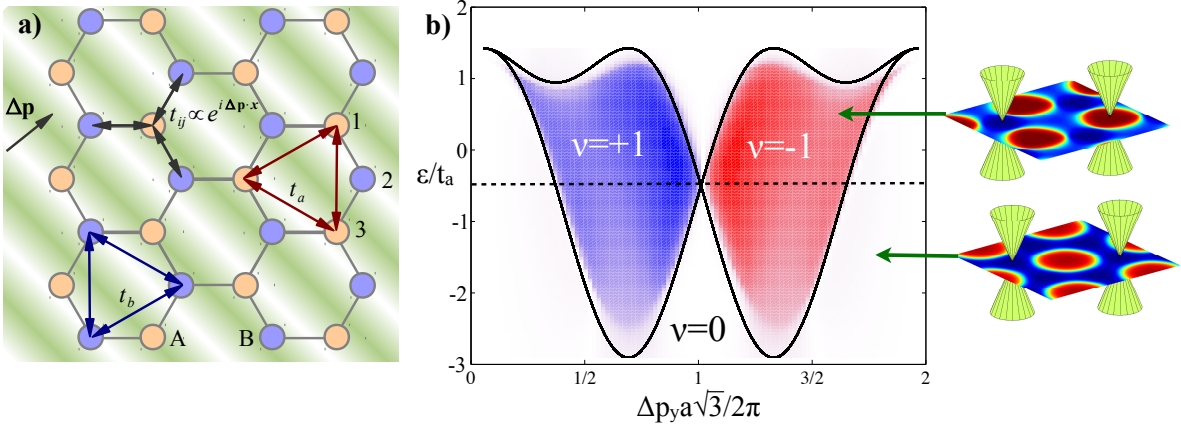 a)
Δp
t_ij ∝ e^{iΔp·x}
1
2
3
t_a
t_b
A
B
b)
2
1
0
-1
-2
-3
ε/t_a
ν=+1
ν=-1
ν=0
0
1/2
1
3/2
2
Δp_y a√3/2π